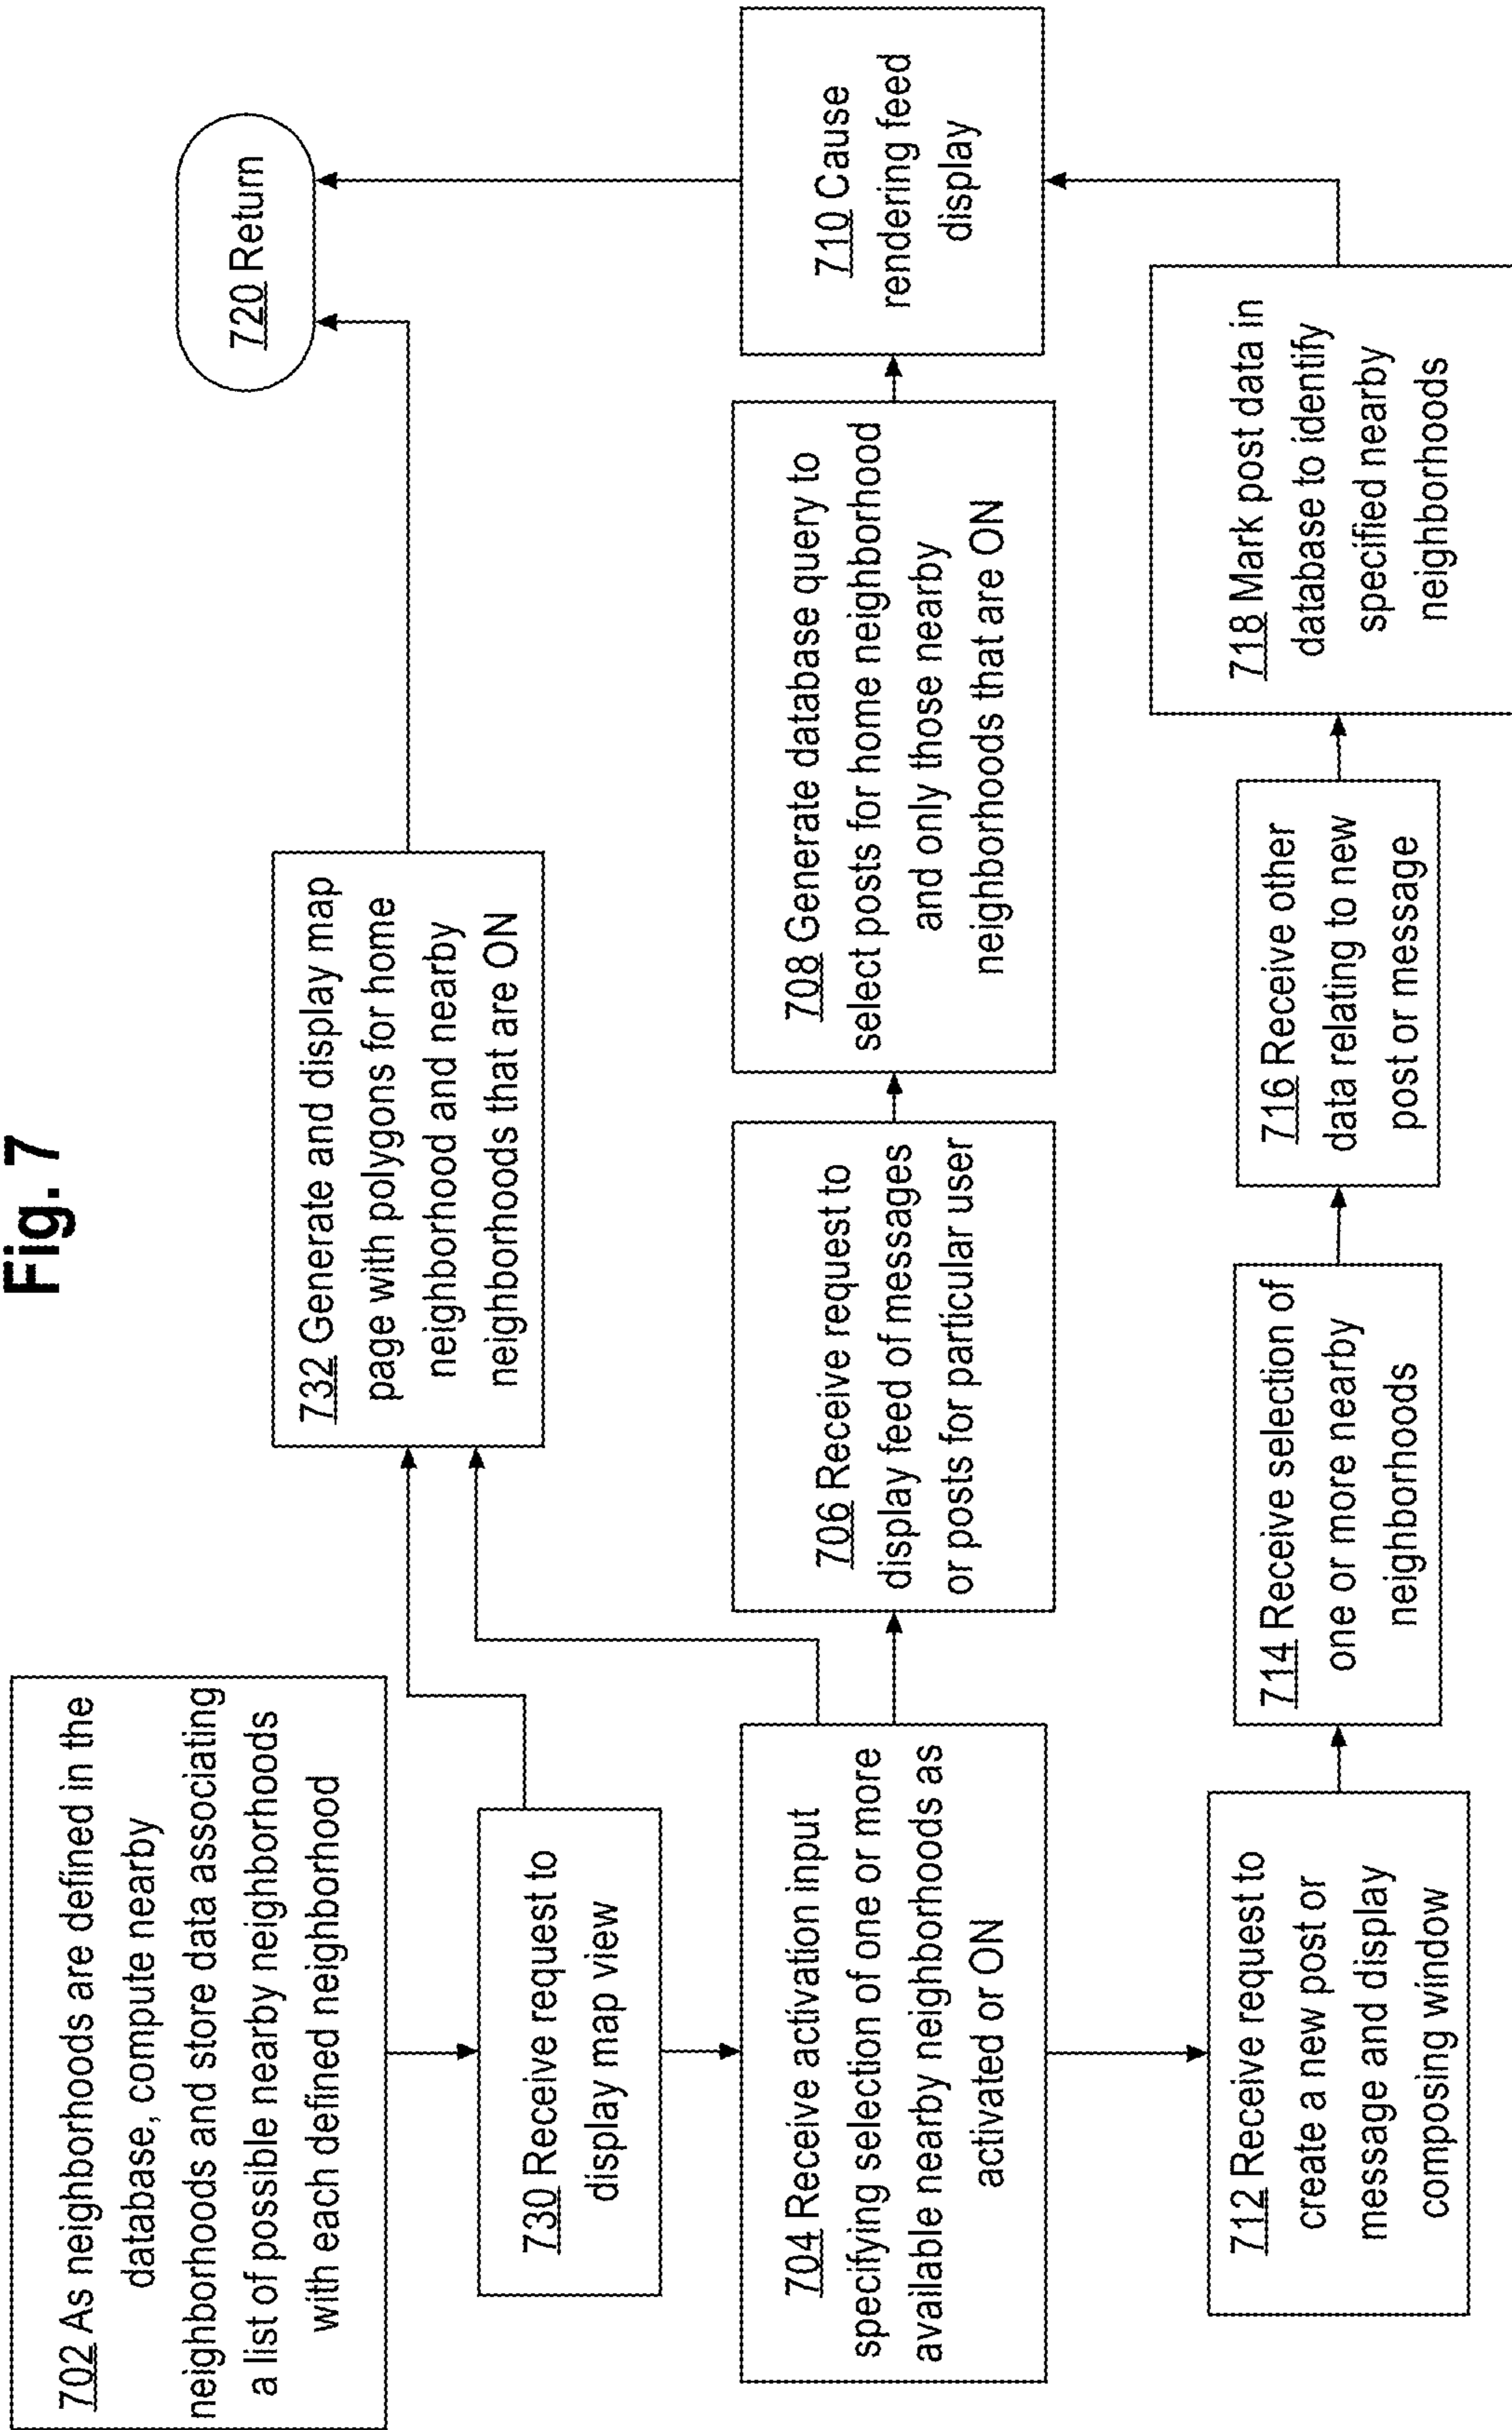 Fig. 7
702 As neighborhoods are defined in the
database, compute nearby
neighborhoods and store data associating
a list of possible nearby neighborhoods
with each defined neighborhood
730 Receive request to
display map view
732 Generate and display map
page with polygons for home
neighborhood and nearby
neighborhoods that are ON
720 Return
704 Receive activation input
specifying selection of one or more
available nearby neighborhoods as
activated or ON
706 Receive request to
display feed of messages
or posts for particular user
708 Generate database query to
select posts for home neighborhood
and only those nearby
neighborhoods that are ON
710 Cause
rendering feed
display
712 Receive request to
create a new post or
message and display
composing window
714 Receive selection of
one or more nearby
neighborhoods
716 Receive other
data relating to new
post or message
718 Mark post data in
database to identify
specified nearby
neighborhoods